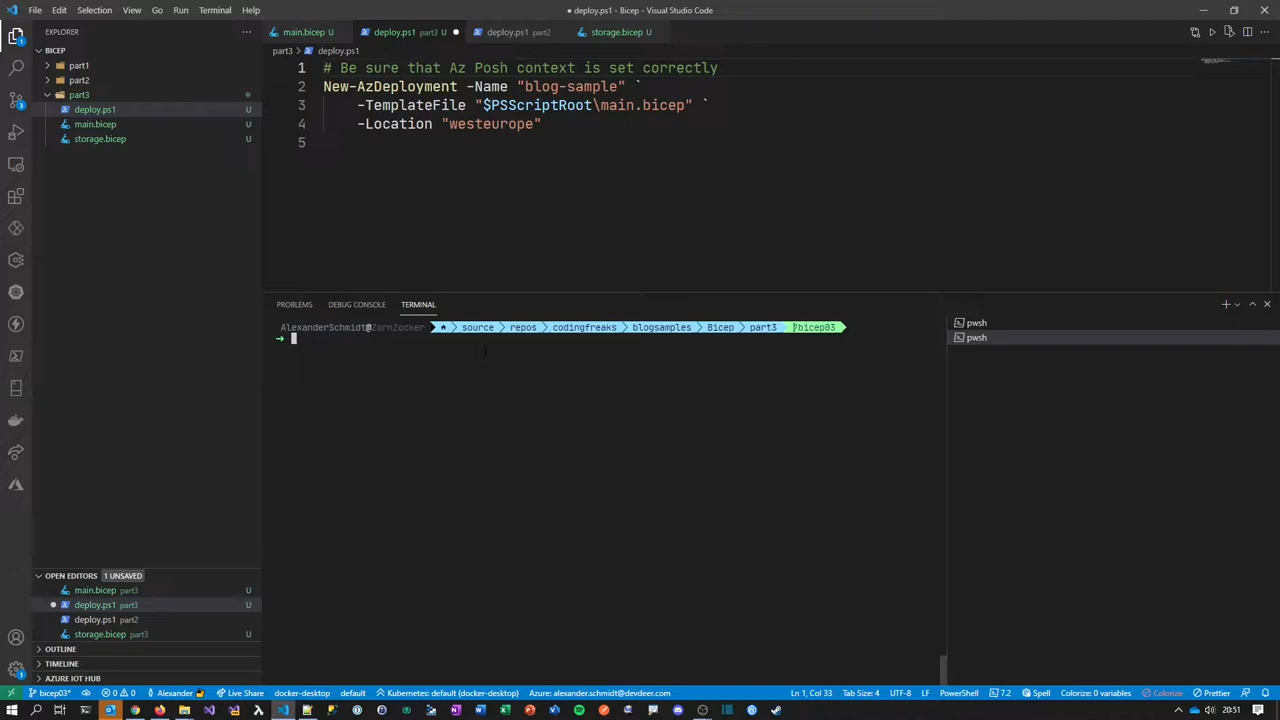 File Edit Selection View Go Run Terminal Help
● deploy.ps1 - Bicep - Visual Studio Code
EXPLORER
BICEP
part1
part2
part3
deploy.ps1 U
main.bicep U
storage.bicep U
main.bicep U
deploy.ps1 part3 U
deploy.ps1 part2
storage.bicep U
part3 > deploy.ps1
1 # Be sure that Az Posh context is set correctly
2 New-AzDeployment -Name "blog-sample" `
3 -TemplateFile "$PSScriptRoot\main.bicep" `
4 -Location "westeurope"
5
PROBLEMS DEBUG CONSOLE TERMINAL
AlexanderSchmidt@ZornZocker source repos codingfreaks blogsamples Bicep part3 bicep03
pwsh
pwsh
OPEN EDITORS 1 UNSAVED
main.bicep part3 U
deploy.ps1 part3 U
deploy.ps1 part2
storage.bicep part3 U
OUTLINE
TIMELINE
AZURE IOT HUB
bicep03* 0 0 Alexander Live Share docker-desktop default Kubernetes: default (docker-desktop) Azure: alexander.schmidt@devdeer.com Ln 1, Col 33 Tab Size: 4 UTF-8 LF PowerShell 7.2 Spell Colorize: 0 variables Colorize Prettier
20:51